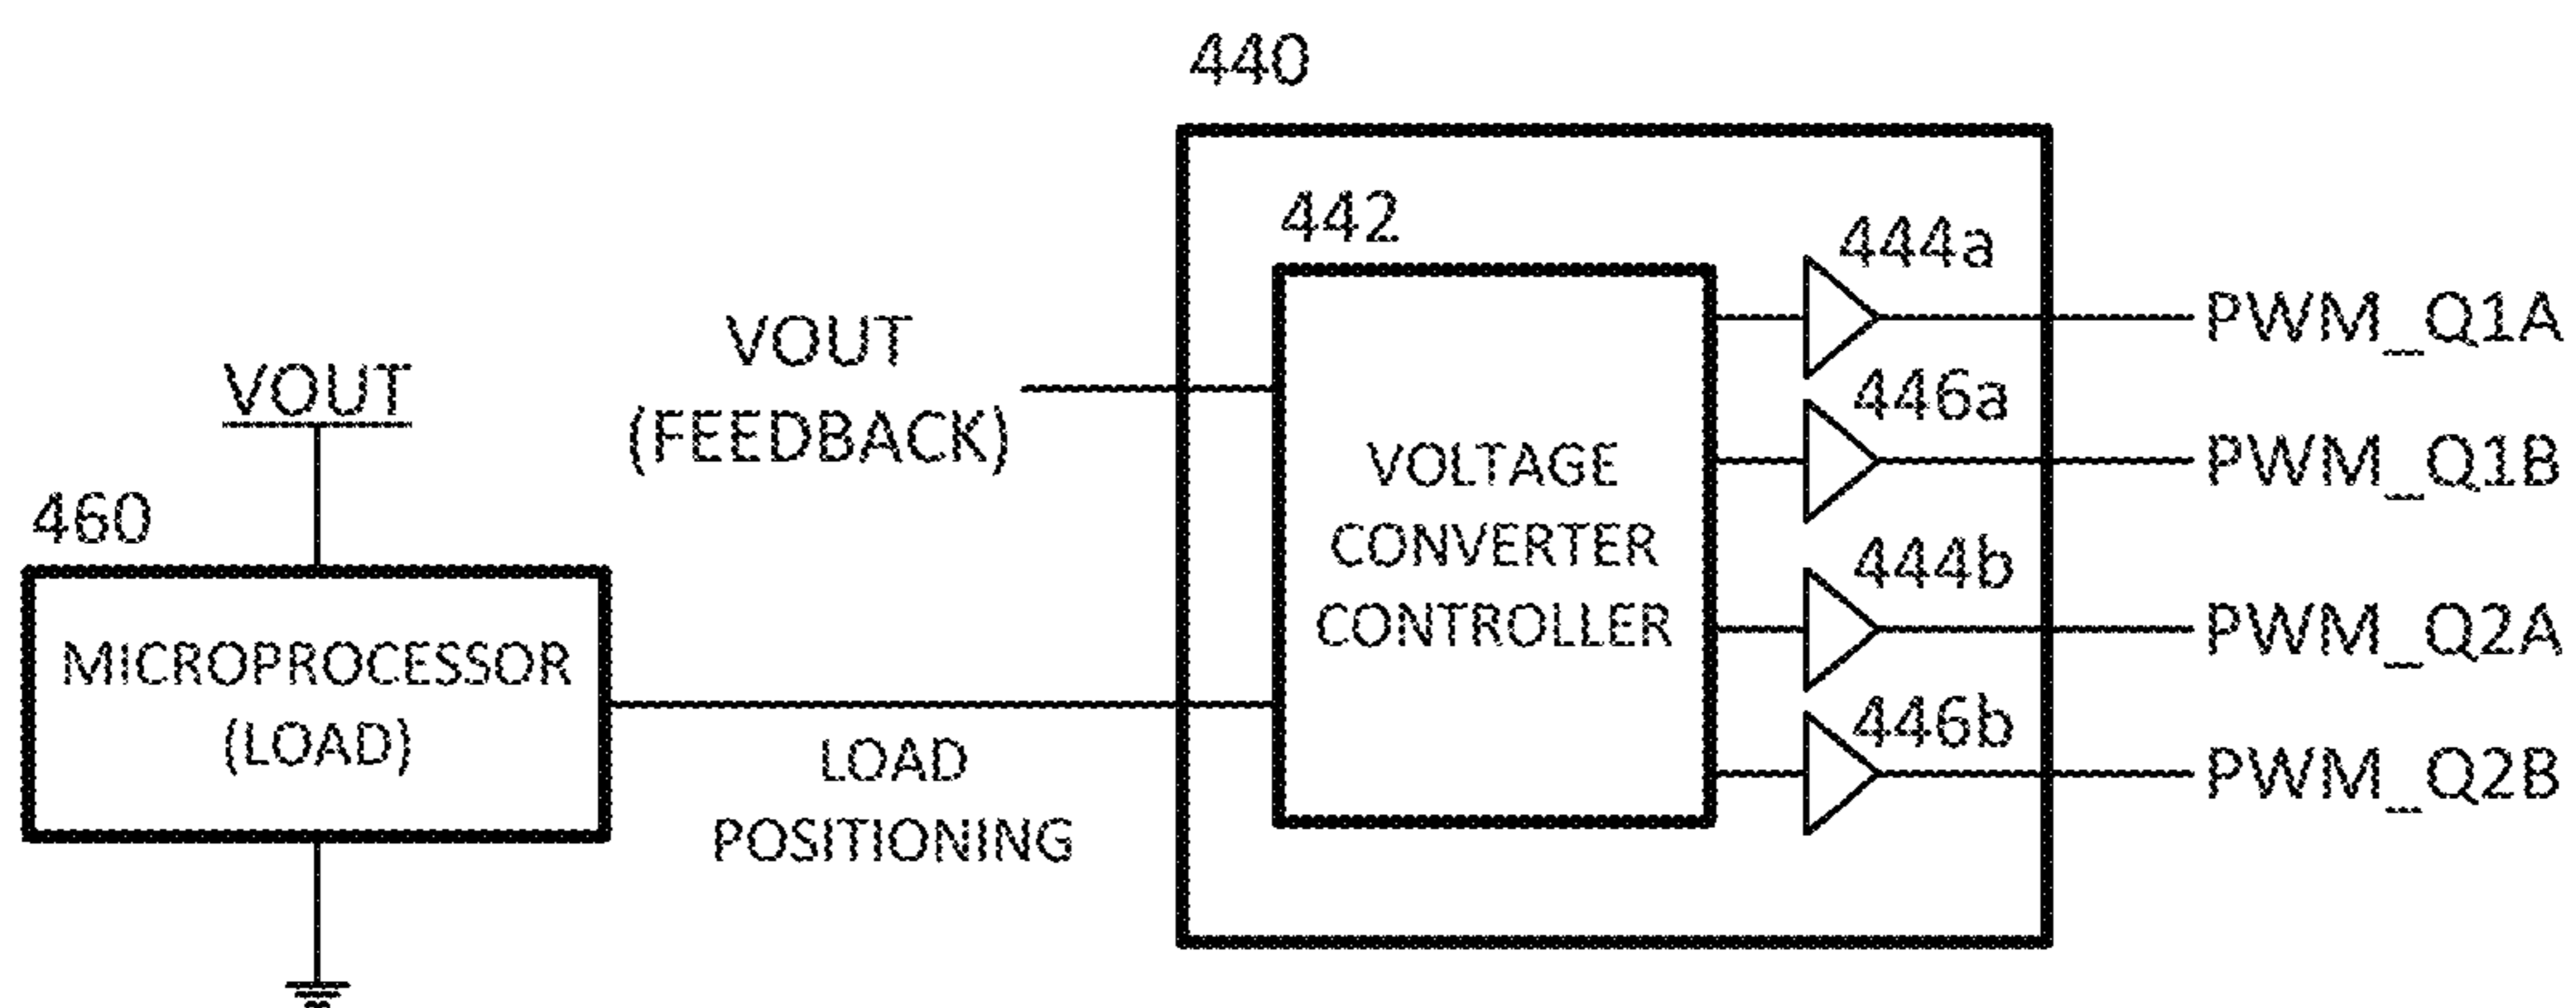 440
442
444a
PWM_Q1A
VOUT
(FEEDBACK)
VOUT
446a
PWM_Q1B
460
VOLTAGE
CONVERTER
CONTROLLER
444b
PWM_Q2A
MICROPROCESSOR
(LOAD)
LOAD
POSITIONING
446b
PWM_Q2B